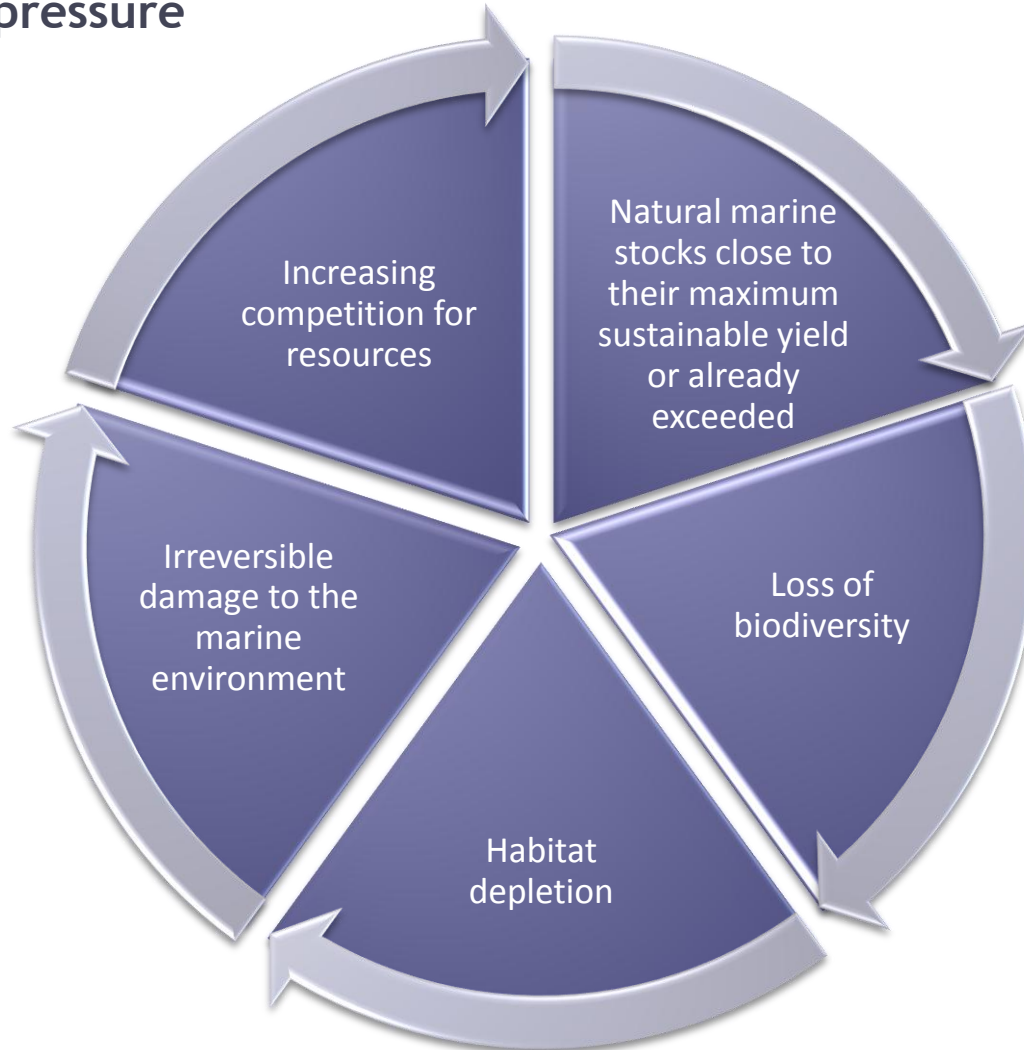 pressure
Natural marine
stocks close to
their maximum
sustainable yield
or already
exceeded
Loss of
biodiversity
Habitat
depletion
Irreversible
damage to the
marine
environment
Increasing
competition for
resources